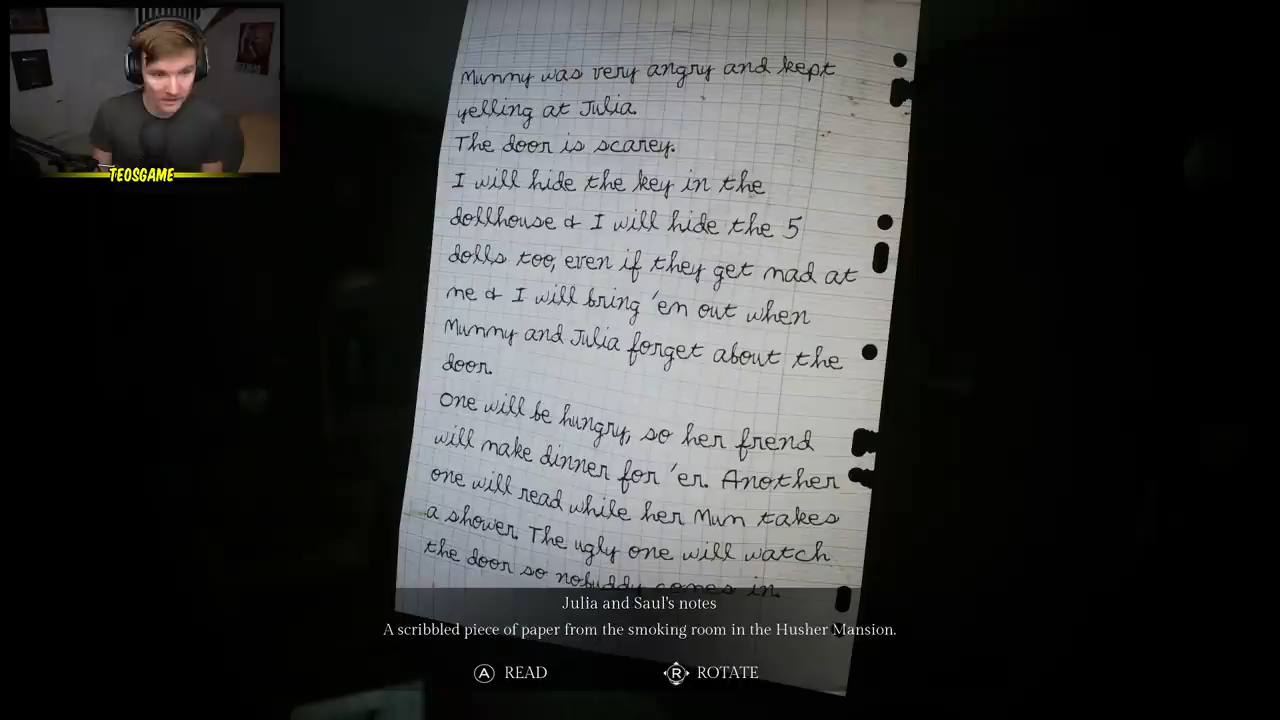 Mummy was very angry and kept
yelling at Julia.
The door is scarey.
I will hide the key in the
dollhouse & I will hide the 5
dolls too, even if they get mad at
me & I will bring 'em out when
Mummy and Julia forget about the
door.
One will be hungry, so her frend
will make dinner for 'er. Another
one will read while her Mum takes
a shower. The ugly one will watch
the door so nobuddy comes in.
TEOSGAME
Julia and Saul's notes
A scribbled piece of paper from the smoking room in the Husher Mansion.
A READ
R ROTATE